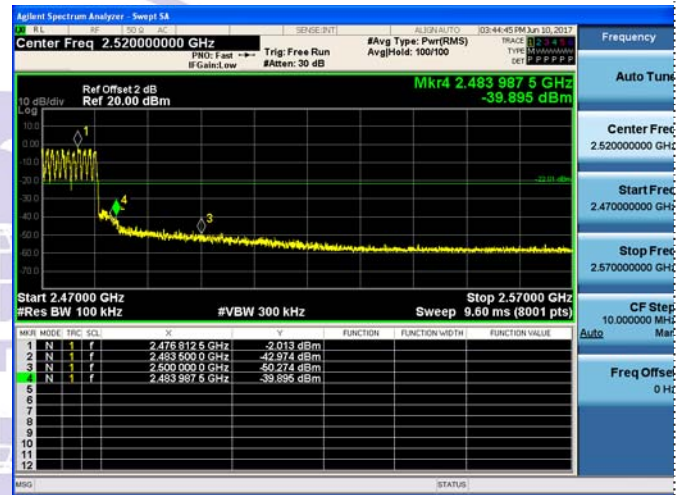 Agilent Spectrum Analyzer - Swept SA
RL RF 50 Ω AC SENSE:INT ALIGN AUTO 03:44:45 PM Jun 10, 2017
Center Freq 2.520000000 GHz
PNO: Fast
IFGain:Low
Trig: Free Run
#Atten: 30 dB
#Avg Type: Pwr(RMS)
Avg|Hold: 100/100
TRACE 1 2 3 4 5 6
TYPE
DET P P P P P P
Frequency
Auto Tune
Mkr4 2.483 987 5 GHz
-39.895 dBm
Ref Offset 2 dB
10 dB/div Ref 20.00 dBm
Log
10.0
0.00
-10.0
-20.0
-30.0
-40.0
-50.0
-60.0
-70.0
1
4
3
-22.01 dBm
Center Freq
2.520000000 GHz
Start Freq
2.470000000 GHz
Stop Freq
2.570000000 GHz
CF Step
10.000000 MHz
Auto Man
Freq Offset
0 Hz
Start 2.47000 GHz Stop 2.57000 GHz
#Res BW 100 kHz #VBW 300 kHz Sweep 9.60 ms (8001 pts)
MKR MODE TRC SCL X Y FUNCTION FUNCTION WIDTH FUNCTION VALUE
1 N 1 f 2.476 812 5 GHz -2.013 dBm
2 N 1 f 2.483 500 0 GHz -42.974 dBm
3 N 1 f 2.500 000 0 GHz -50.274 dBm
4 N 1 f 2.483 987 5 GHz -39.895 dBm
5
6
7
8
9
10
11
12
MSG STATUS